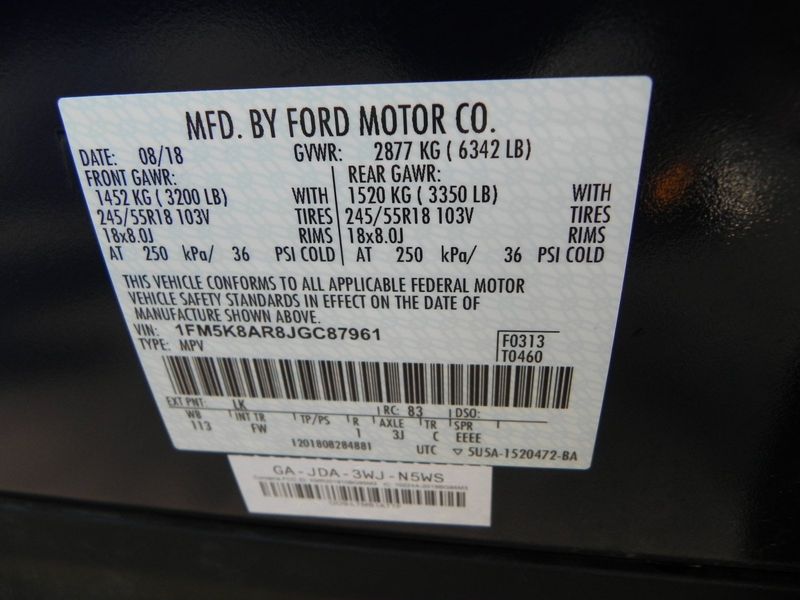 MFD. BY FORD MOTOR CO.
DATE: 08/18 GVWR: 2877 KG ( 6342 LB)
FRONT GAWR: REAR GAWR:
1452 KG ( 3200 LB) WITH 1520 KG ( 3350 LB) WITH
245/55R18 103V TIRES 245/55R18 103V TIRES
18x8.0J RIMS 18x8.0J RIMS
AT 250 kPa/ 36 PSI COLD AT 250 kPa/ 36 PSI COLD
THIS VEHICLE CONFORMS TO ALL APPLICABLE FEDERAL MOTOR
VEHICLE SAFETY STANDARDS IN EFFECT ON THE DATE OF
MANUFACTURE SHOWN ABOVE.
VIN: 1FM5K8AR8JGC87961 F0313
TYPE: MPV T0460
EXT PNT: LK RC: 83 DSO:
WB INT TR TP/PS R AXLE TR SPR
113 FW 1 3J C EEEE
1201808284881 UTC ▽ SU5A-1520472-BA
GA-JDA-3WJ-N5WS